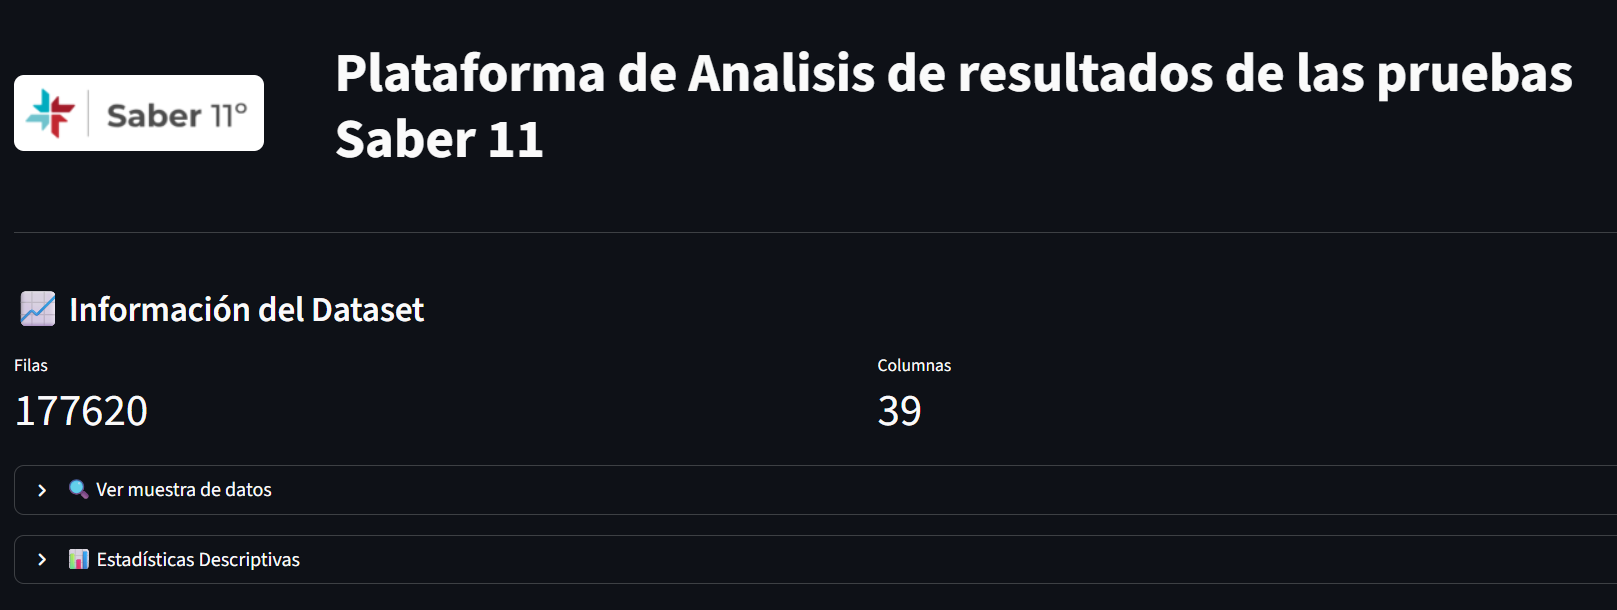 Saber 11°
Plataforma de Analisis de resultados de las pruebas
Saber 11
Información del Dataset
Filas
177620
Columnas
39
Ver muestra de datos
Estadísticas Descriptivas